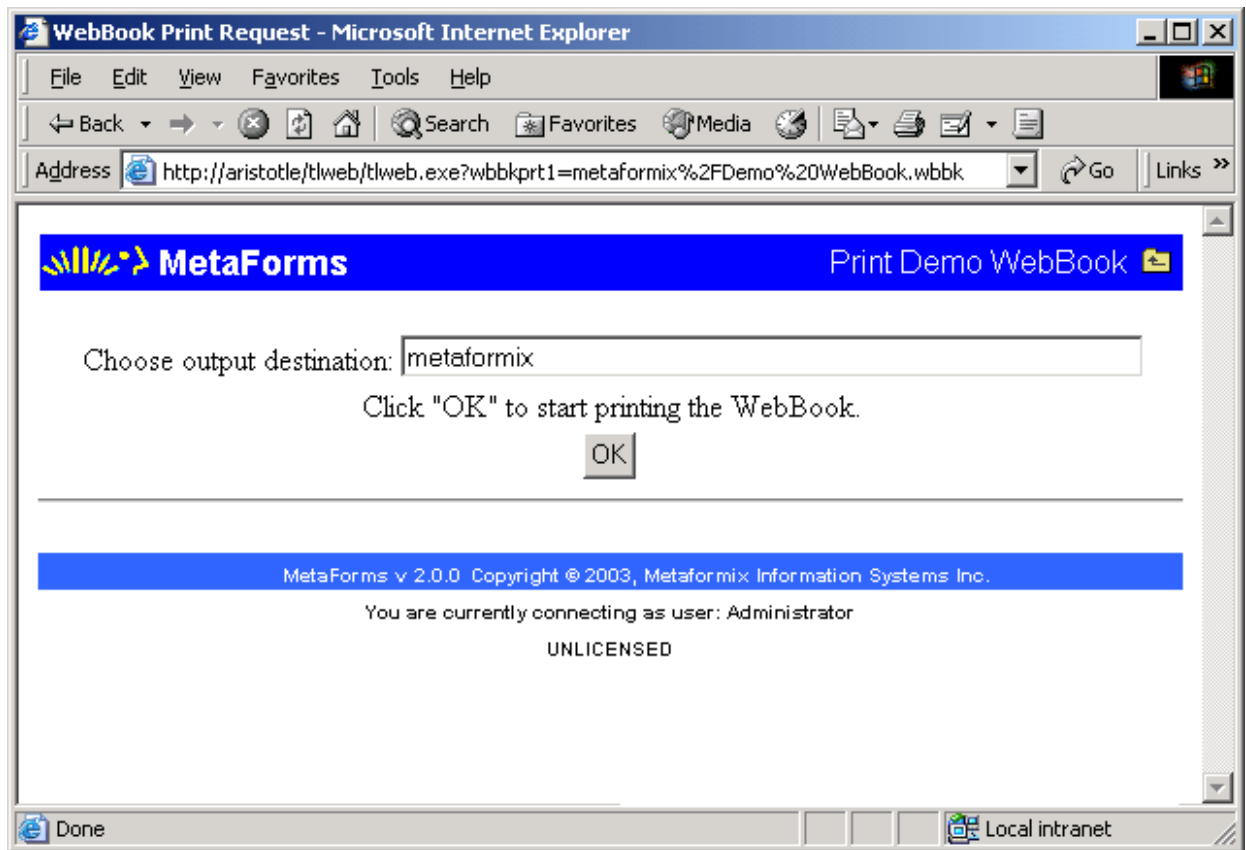 WebBook Print Request - Microsoft Internet Explorer
File Edit View Favorites Tools Help
Back Search Favorites Media
Address http://aristotle/tlweb/tlweb.exe?wbbkprt1=metaformix%2FDemo%20WebBook.wbbk Go Links »
MetaForms Print Demo WebBook
Choose output destination: metaformix
Click "OK" to start printing the WebBook.
OK
MetaForms v 2.0.0 Copyright © 2003, Metaformix Information Systems Inc.
You are currently connecting as user: Administrator
UNLICENSED
Done Local intranet